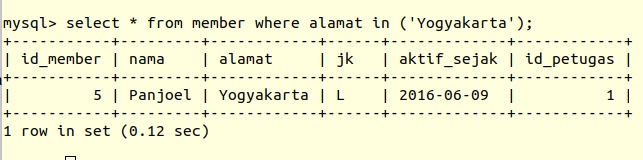 mysql> select * from member where alamat in ('Yogyakarta');
+-----------+---------+------------+------+-------------+------------+
| id_member | nama    | alamat     | jk   | aktif_sejak | id_petugas |
+-----------+---------+------------+------+-------------+------------+
|         5 | Panjoel | Yogyakarta | L    | 2016-06-09  |          1 |
+-----------+---------+------------+------+-------------+------------+
1 row in set (0.12 sec)